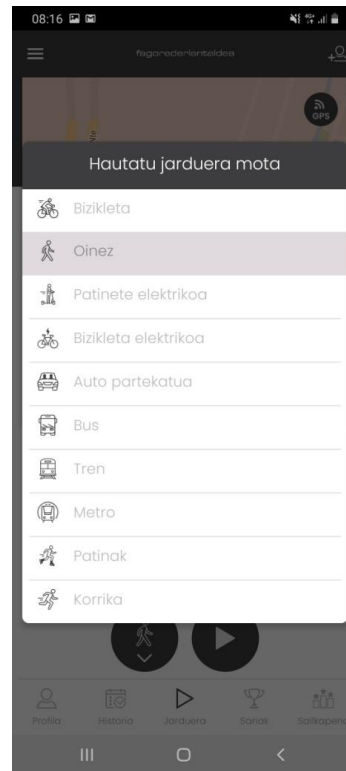 08:16
fagorederlantaldea
GPS
Hautatu jarduera mota
Bizikleta
Oinez
Patinete elektrikoa
Bizikleta elektrikoa
Auto partekatua
Bus
Tren
Metro
Patinak
Korrika
Profila
Historia
Jarduera
Sariak
Sailkapena